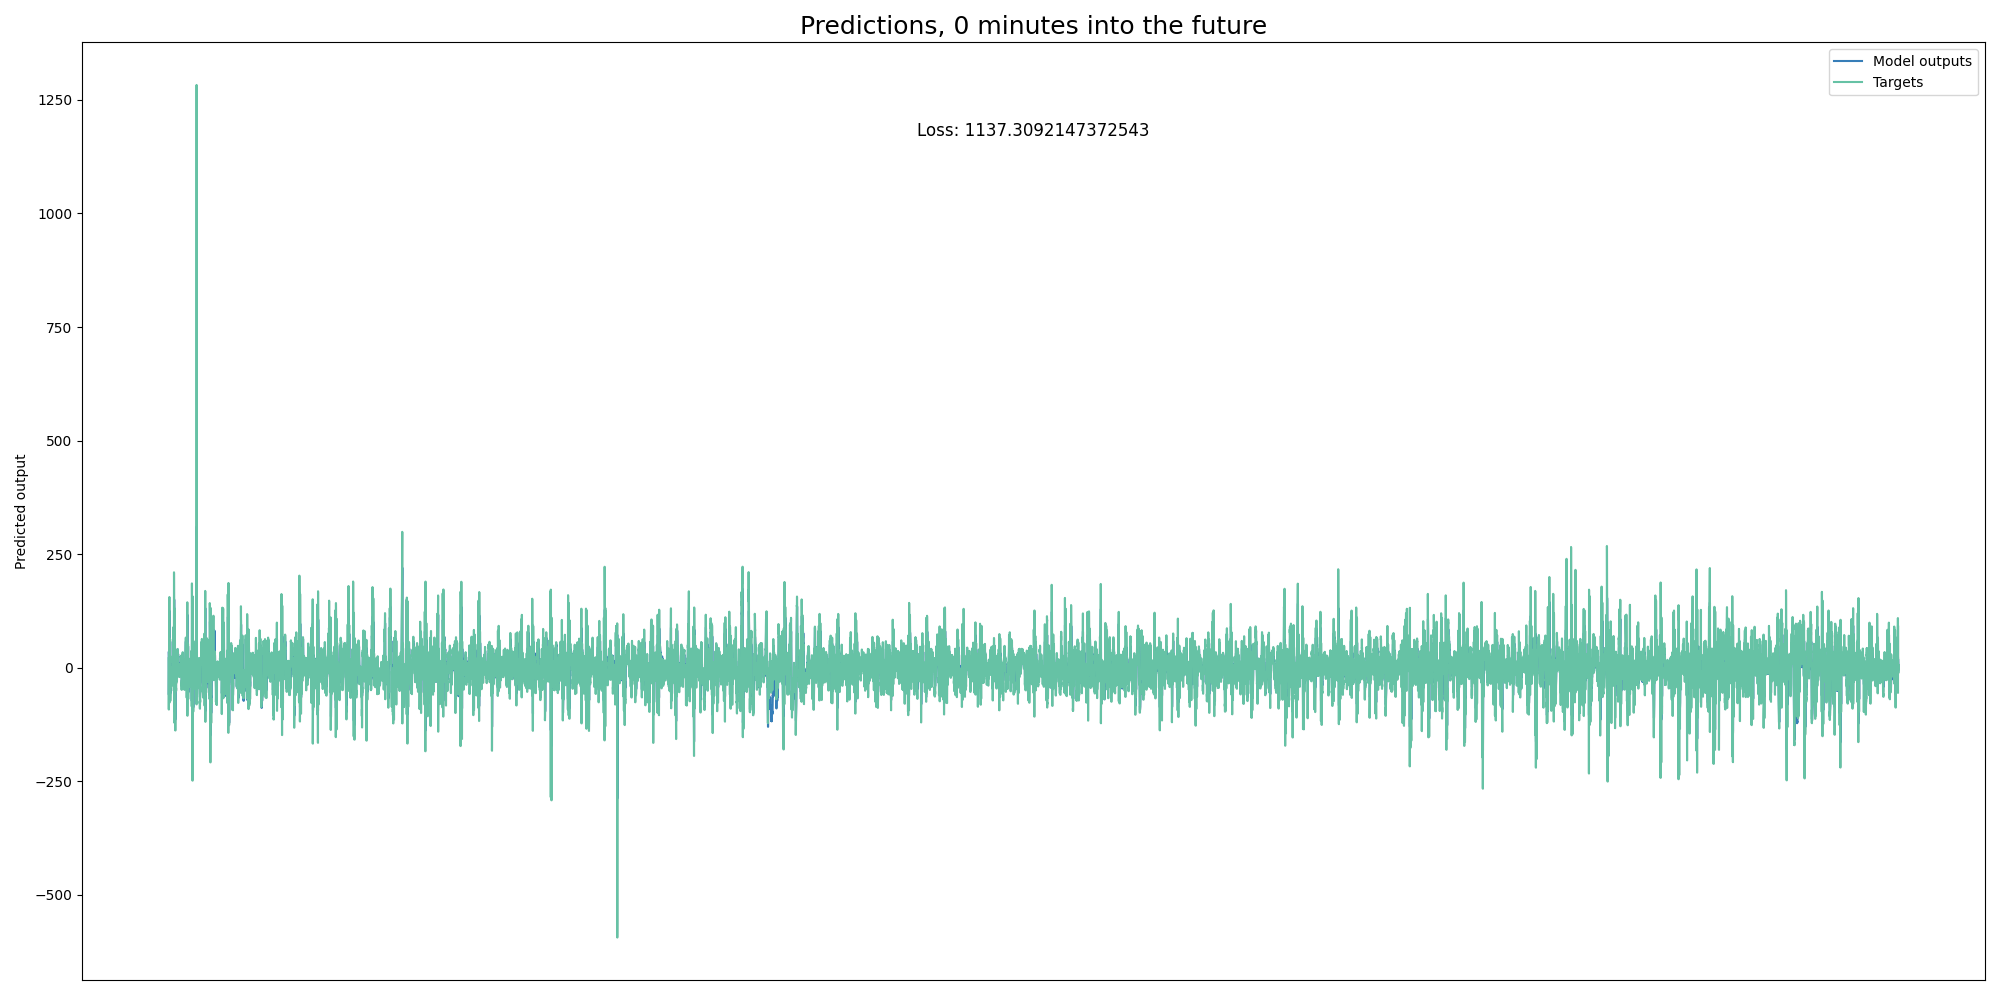 Predictions, 0 minutes into the future
Model outputs
Targets
Loss: 1137.3092147372543
Predicted output
1250
1000
750
500
250
0
−250
−500